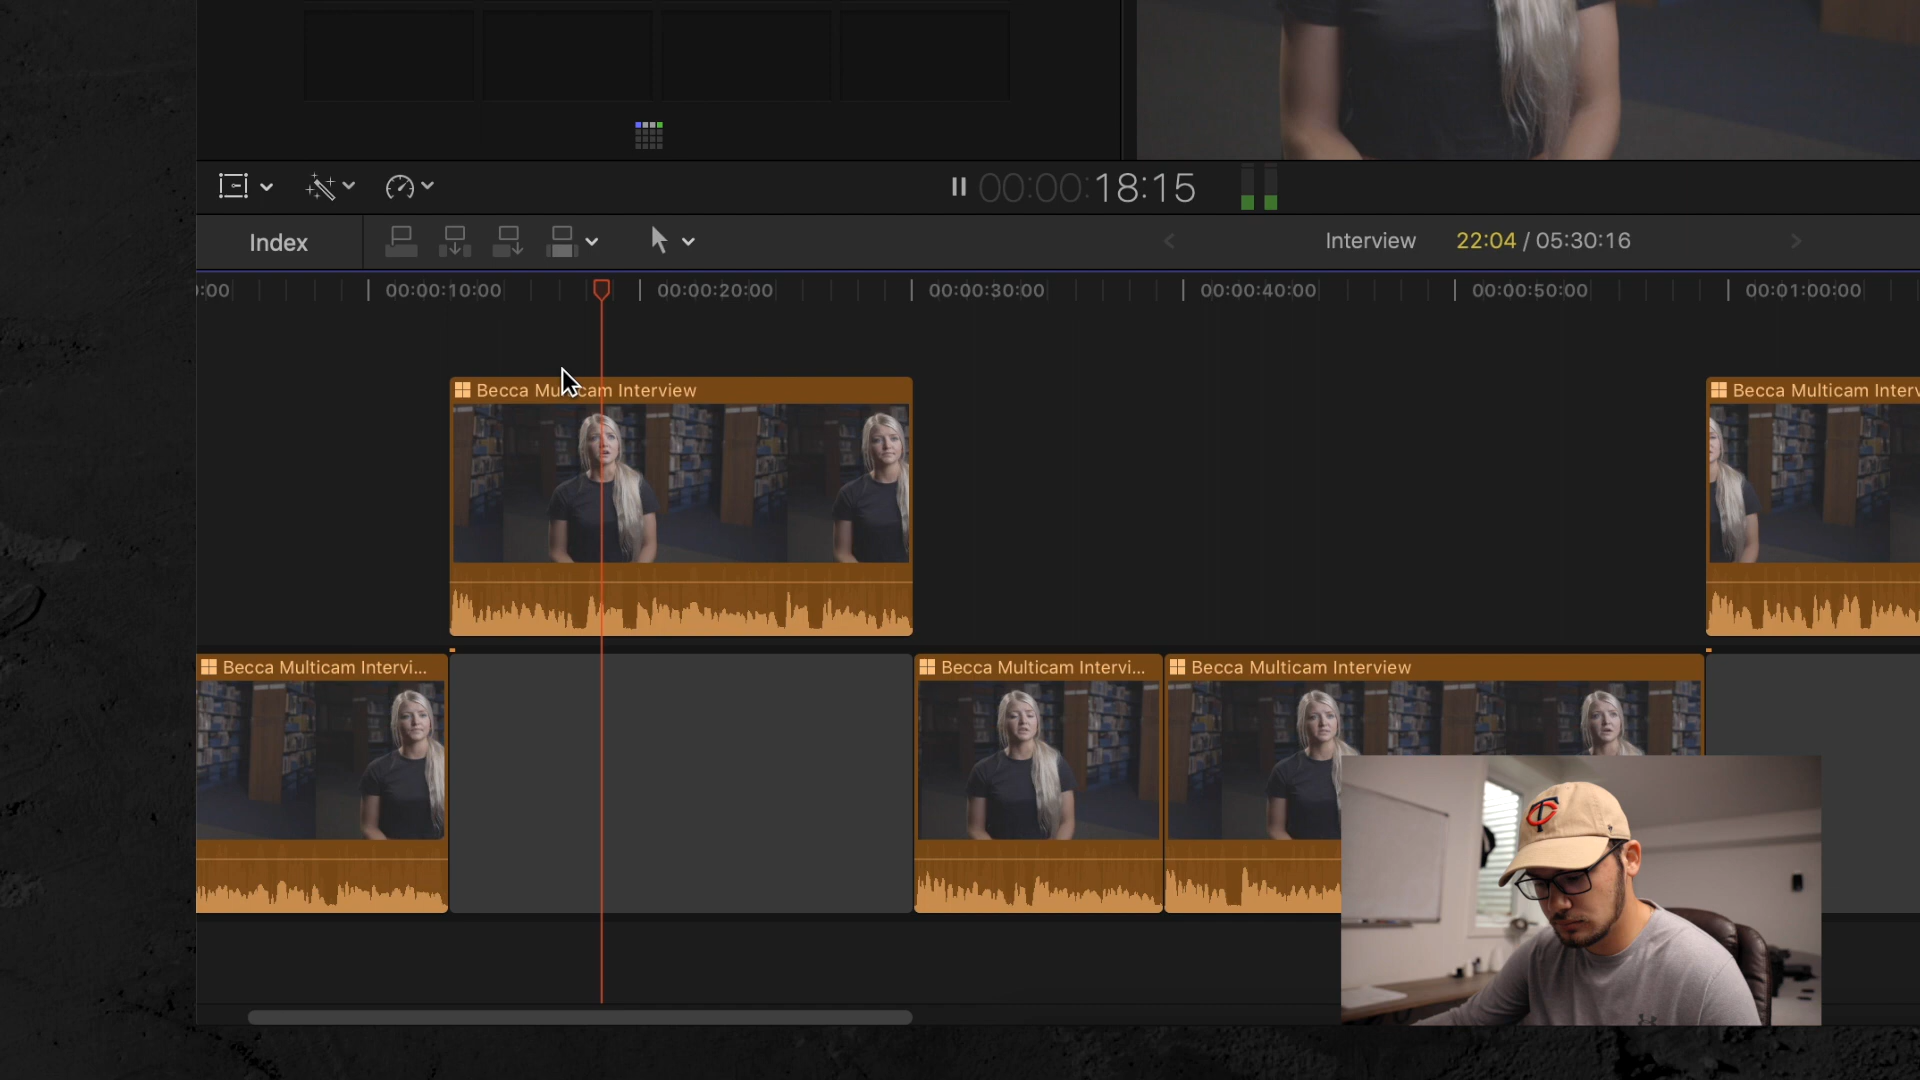 00:00:18:15
Index
Interview
22:04 / 05:30:16
:00
00:00:10:00
00:00:20:00
00:00:30:00
00:00:40:00
00:00:50:00
00:01:00:00
Becca Multicam Interview
Becca Multicam Interv
Becca Multicam Intervi...
Becca Multicam Intervi...
Becca Multicam Interview
TC